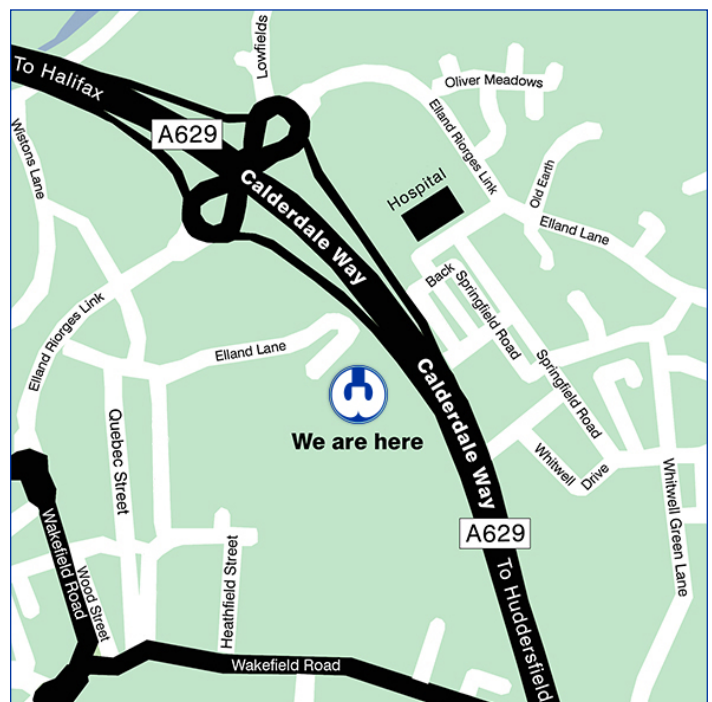 Lowfields
To Halifax
Oliver Meadows
A629
Elland Riorges Link
Wistons Lane
Hospital
Old Earth
Calderdale Way
Elland Lane
Back
Springfield Road
Elland Riorges Link
Elland Lane
Springfield Road
Calderdale Way
We are here
Quebec Street
Whitwell
Drive
Whitwell Green Lane
A629
Wakefield Road
Wood Street
Heathfield Street
To Huddersfield
Wakefield Road